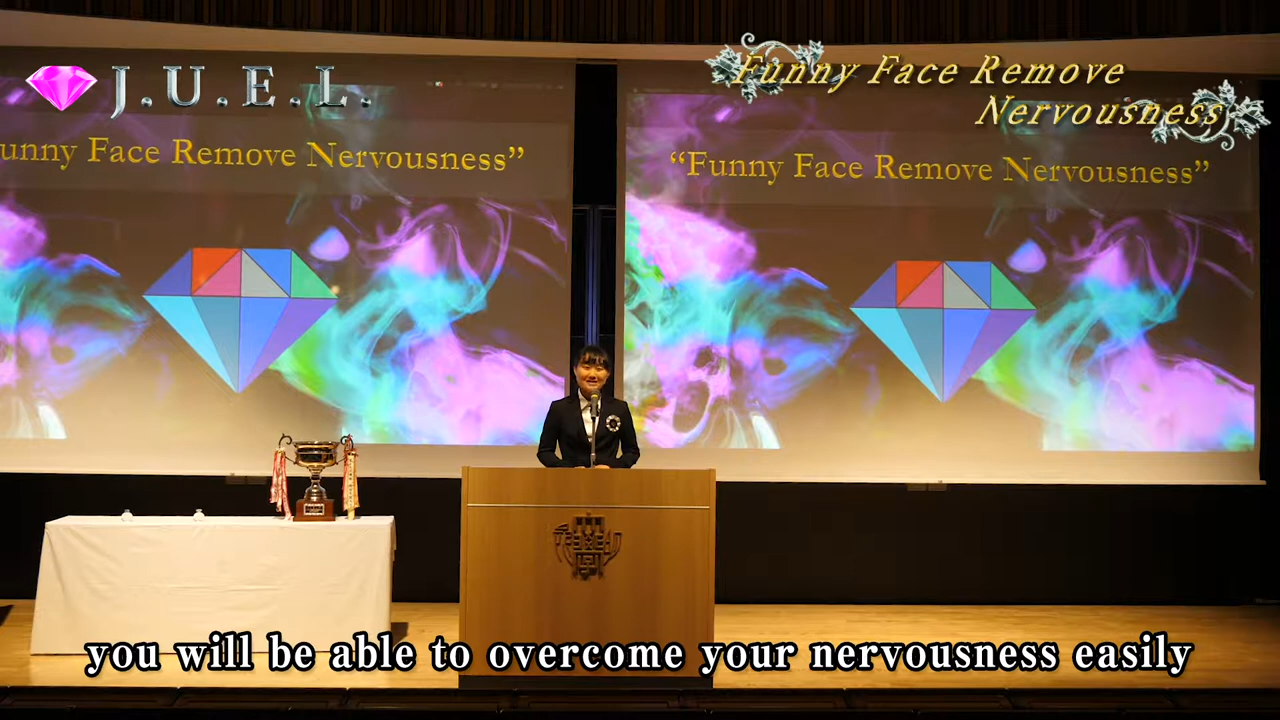 J.U.E.L.
Funny Face Remove
Nervousness
unny Face Remove Nervousness”
“Funny Face Remove Nervousness”
you will be able to overcome your nervousness easily